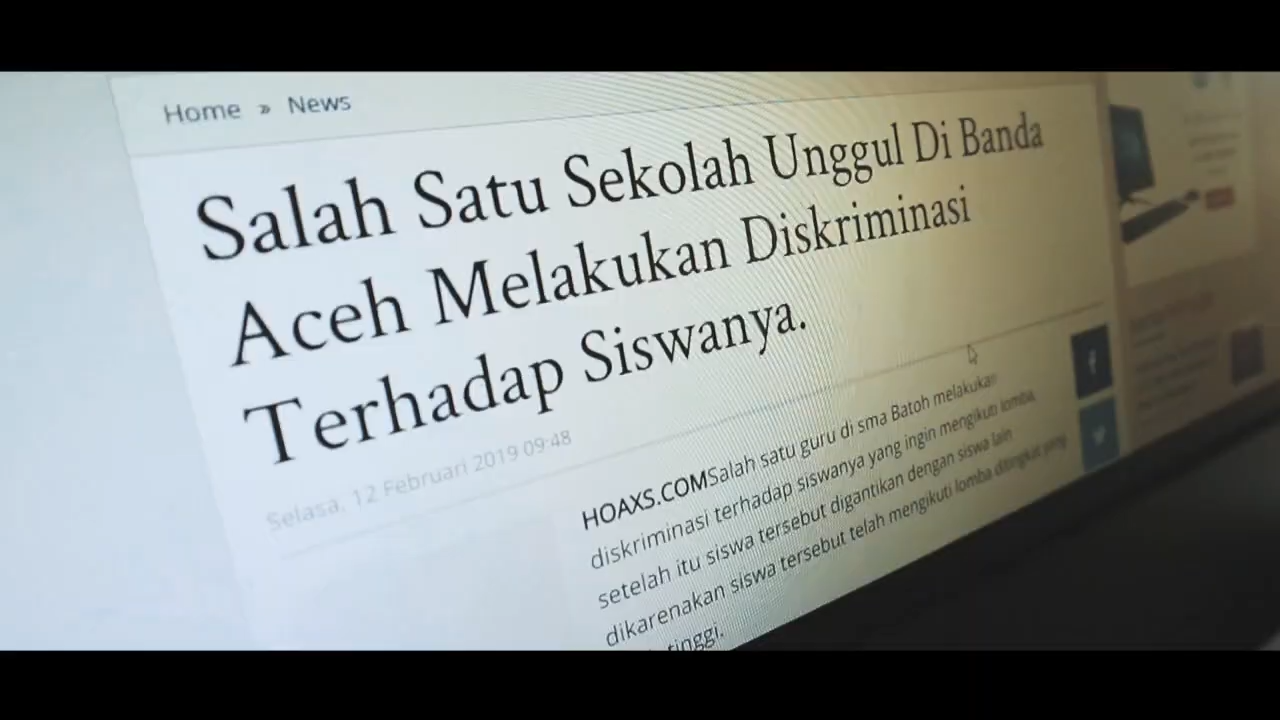 Home » News
Salah Satu Sekolah Unggul Di Banda
Aceh Melakukan Diskriminasi
Terhadap Siswanya.
Selasa, 12 Februari 2019 09:48
HOAXS.COMSalah satu guru di sma Batoh melakukan
diskriminasi terhadap siswanya yang ingin mengikuti lomba
setelah itu siswa tersebut digantikan dengan siswa lain
dikarenakan siswa tersebut telah mengikuti lomba ditingkat yang
tinggi.